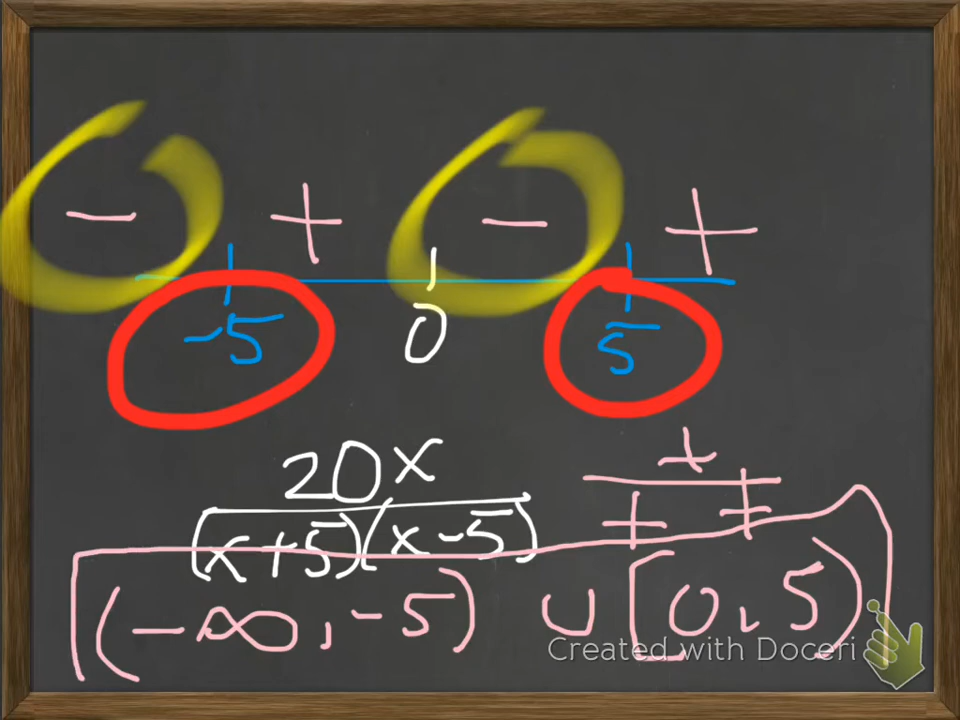 − + − +
-5 0 5
20x +
(x+5)(x-5) + +
(-∞,-5) ∪ [0,5)
Created with Doceri